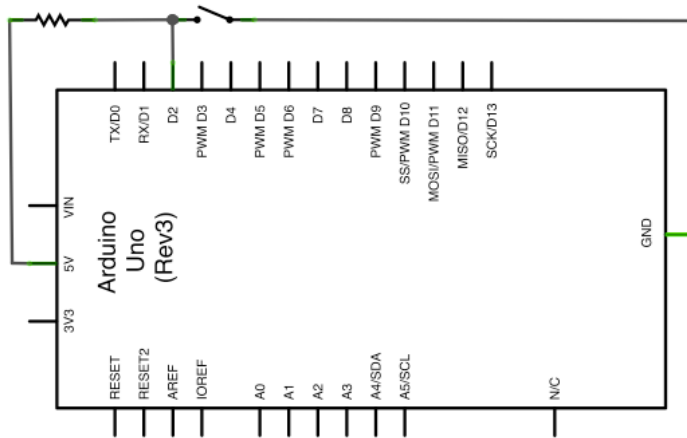 TX/D0
RX/D1
D2
PWM D3
D4
PWM D5
PWM D6
D7
D8
PWM D9
SS/PWM D10
MOSI/PWM D11
MISO/D12
SCK/D13
VIN
5V
3V3
Arduino
Uno
(Rev3)
GND
RESET
RESET2
AREF
IOREF
A0
A1
A2
A3
A4/SDA
A5/SCL
N/C